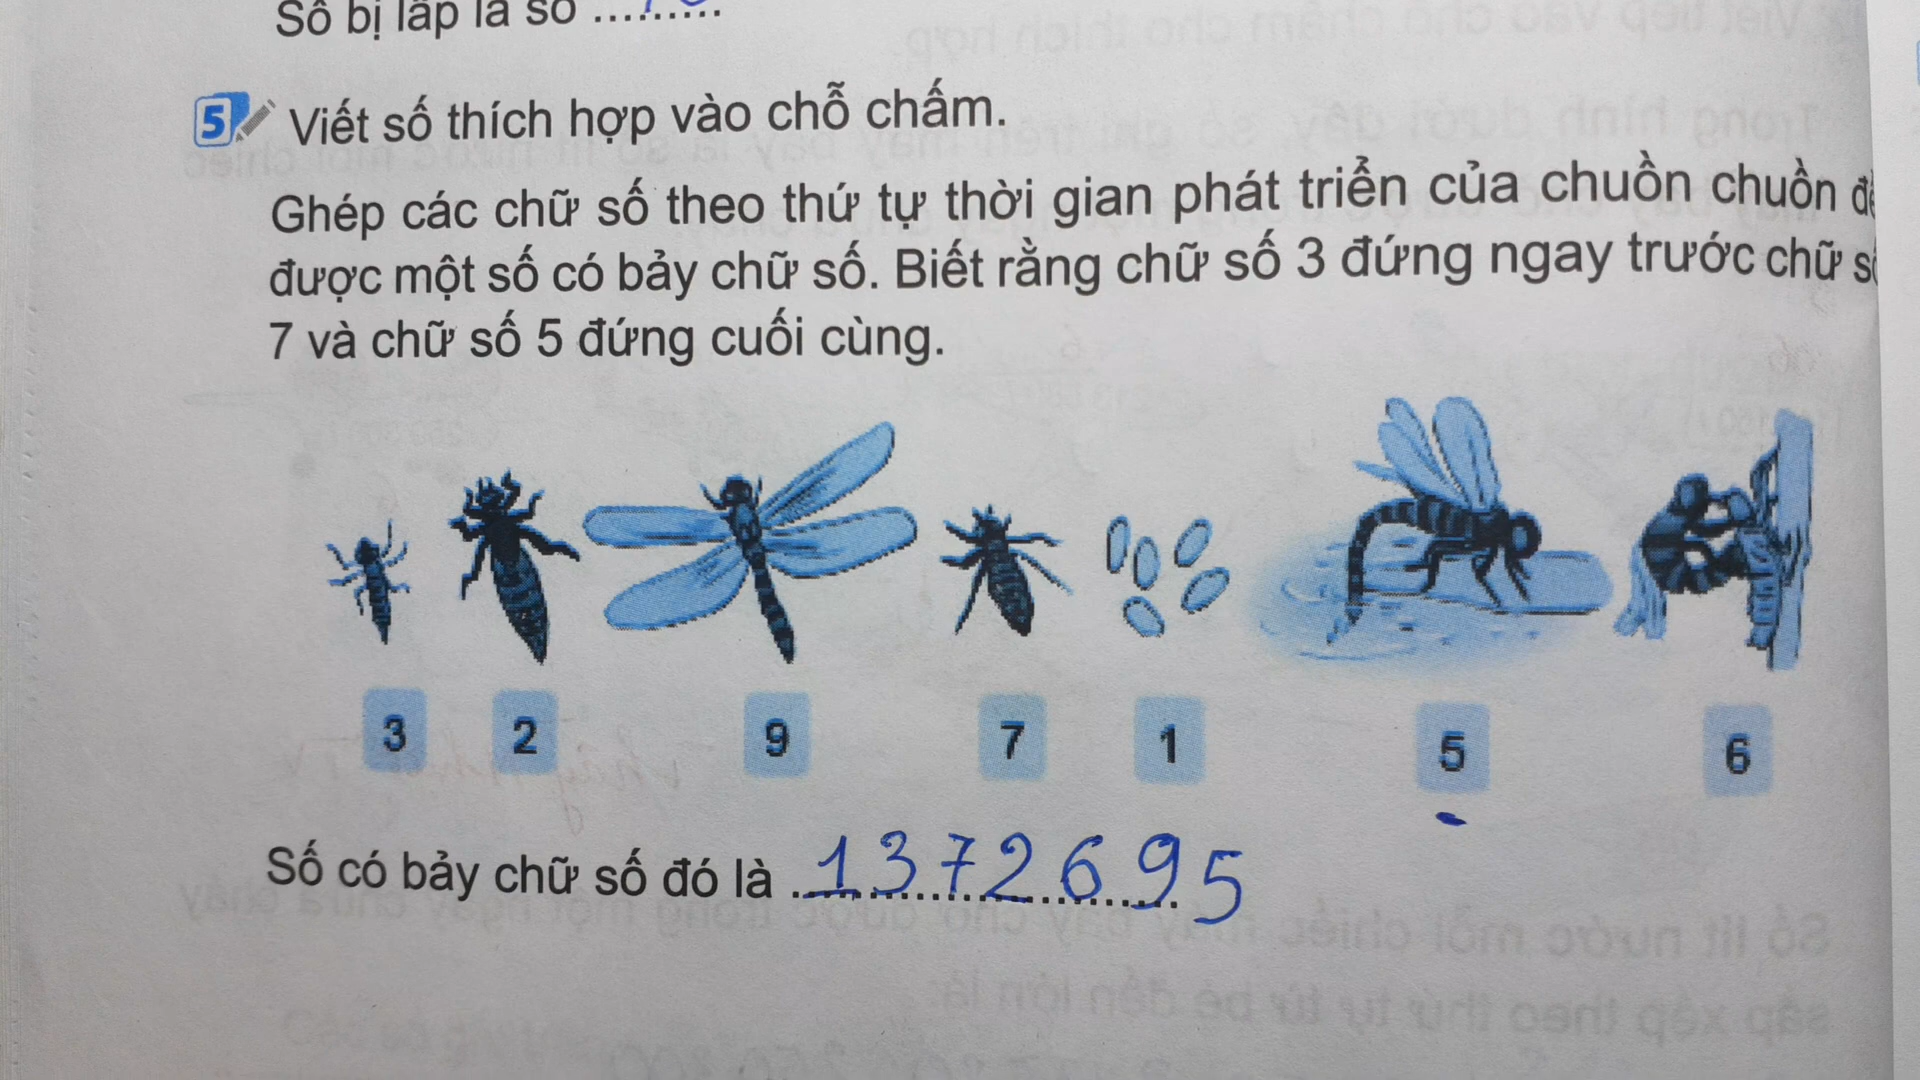 Số bị lấp là số .........
5 Viết số thích hợp vào chỗ chấm.
Ghép các chữ số theo thứ tự thời gian phát triển của chuồn chuồn để
được một số có bảy chữ số. Biết rằng chữ số 3 đứng ngay trước chữ số
7 và chữ số 5 đứng cuối cùng.
3 2 9 7 1 5 6
Số có bảy chữ số đó là 1372695